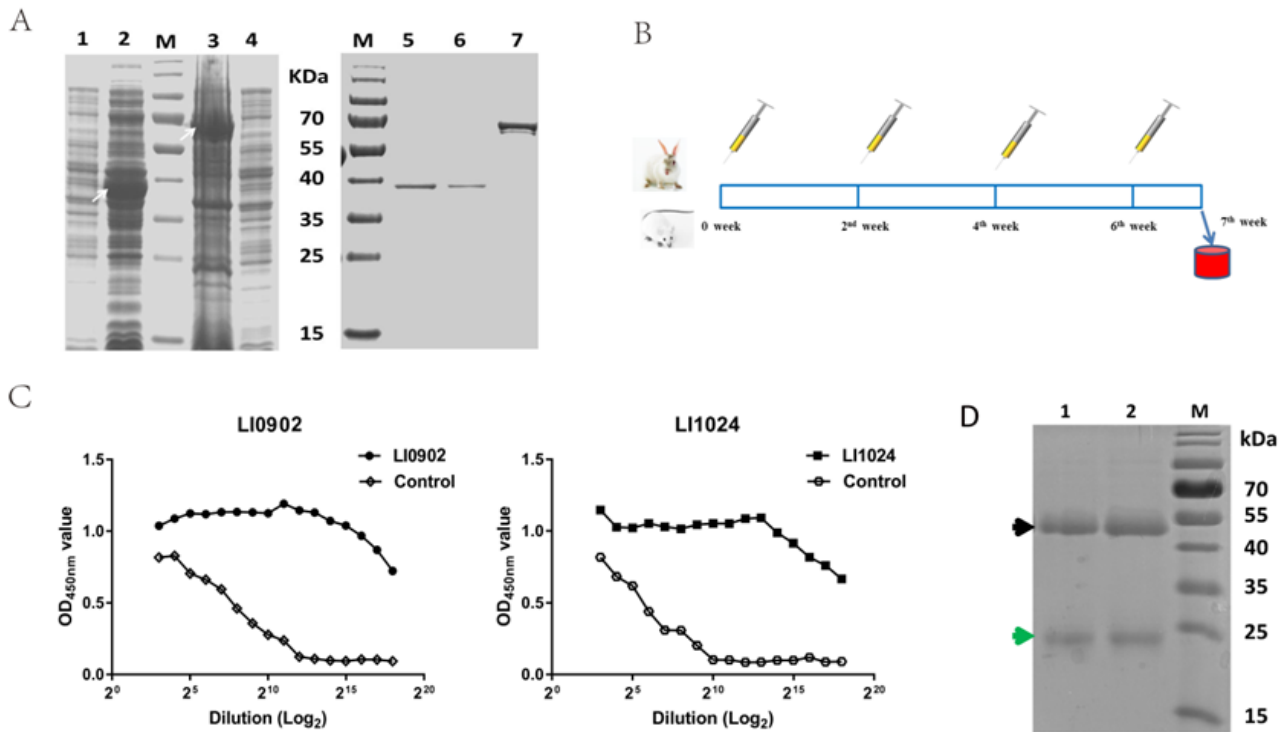 A
1 2 M 3 4
KDa
70
55
40
35
25
15
M 5 6 7
B
0 week
2nd week
4th week
6th week
7th week
C
LI0902
LI0902
Control
1.5
1.0
0.5
0.0
OD450nm value
2^0 2^5 2^10 2^15 2^20
Dilution (Log2)
LI1024
LI1024
Control
1.5
1.0
0.5
0.0
OD450nm value
2^0 2^5 2^10 2^15 2^20
Dilution (Log2)
D
1 2 M
kDa
70
55
40
35
25
15